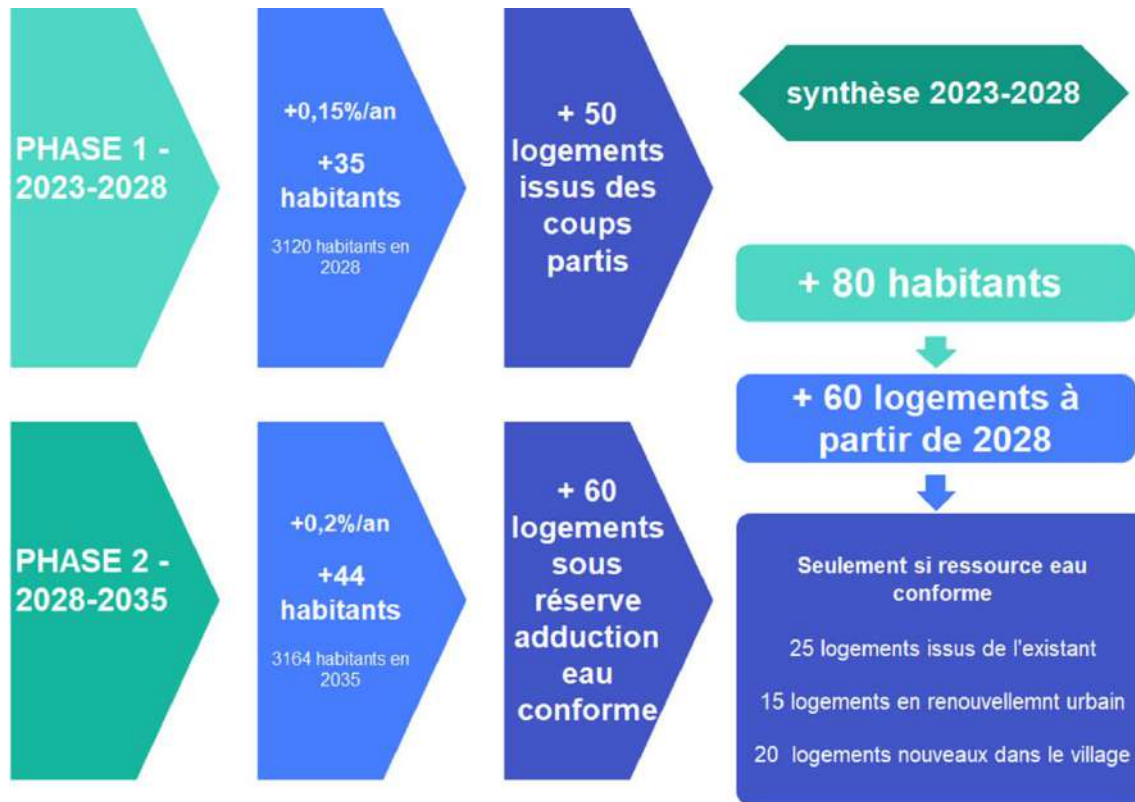 PHASE 1 -
2023-2028
+0,15%/an
+35
habitants
3120 habitants en
2028
+ 50
logements
issus des
coups
partis
PHASE 2 -
2028-2035
+0,2%/an
+44
habitants
3164 habitants en
2035
+ 60
logements
sous
réserve
adduction
eau
conforme
synthèse 2023-2028
+ 80 habitants
+ 60 logements à
partir de 2028
Seulement si ressource eau
conforme
25 logements issus de l'existant
15 logements en renouvellemnt urbain
20 logements nouveaux dans le village